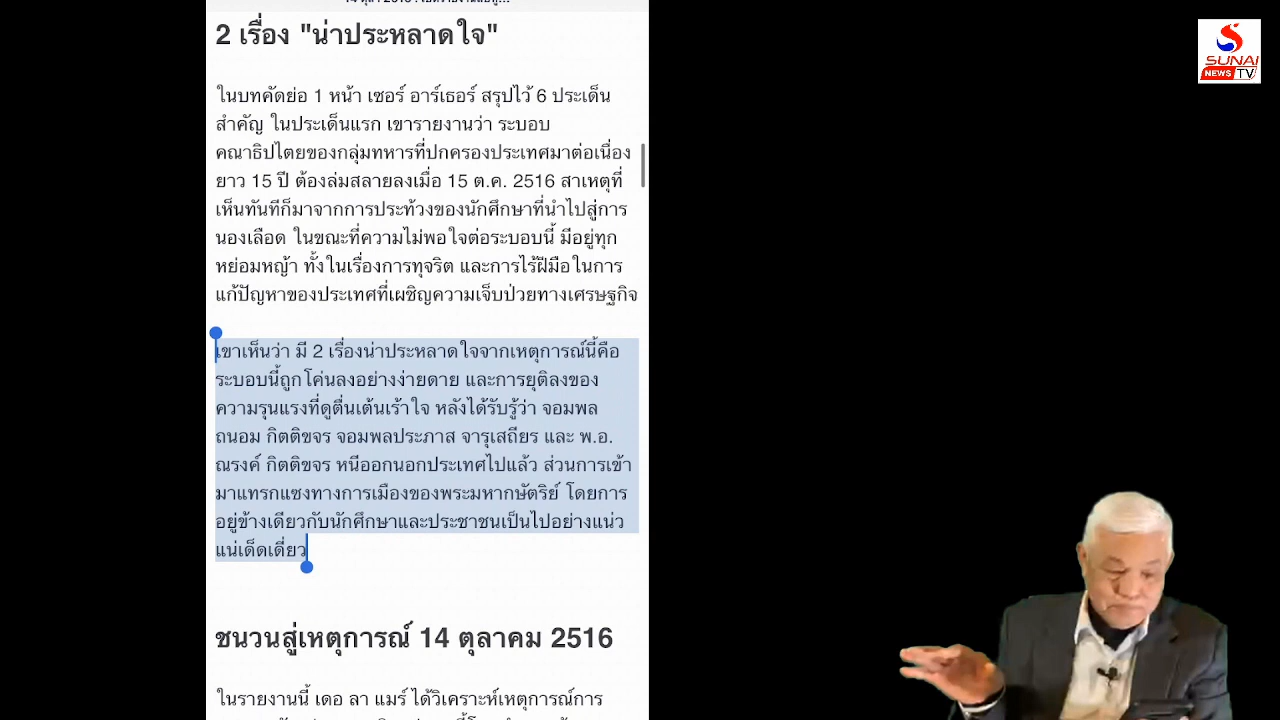 2 เรื่อง "น่าประหลาดใจ"
ในบทคัดย่อ 1 หน้า เซอร์ อาร์เธอร์ สรุปไว้ 6 ประเด็น
สำคัญ ในประเด็นแรก เขารายงานว่า ระบอบ
คณาธิปไตยของกลุ่มทหารที่ปกครองประเทศมาต่อเนื่อง
ยาว 15 ปี ต้องล่มสลายลงเมื่อ 15 ต.ค. 2516 สาเหตุที่
เห็นทันทีก็มาจากการประท้วงของนักศึกษาที่นำไปสู่การ
นองเลือด ในขณะที่ความไม่พอใจต่อระบอบนี้ มีอยู่ทุก
หย่อมหญ้า ทั้งในเรื่องการทุจริต และการไร้ฝีมือในการ
แก้ปัญหาของประเทศที่เผชิญความเจ็บป่วยทางเศรษฐกิจ
เขาเห็นว่า มี 2 เรื่องน่าประหลาดใจจากเหตุการณ์นี้คือ
ระบอบนี้ถูกโค่นลงอย่างง่ายดาย และการยุติลงของ
ความรุนแรงที่ดูตื่นเต้นเร้าใจ หลังได้รับรู้ว่า จอมพล
ถนอม กิตติขจร จอมพลประภาส จารุเสถียร และ พ.อ.
ณรงค์ กิตติขจร หนีออกนอกประเทศไปแล้ว ส่วนการเข้า
มาแทรกแซงทางการเมืองของพระมหากษัตริย์ โดยการ
อยู่ข้างเดียวกับนักศึกษาและประชาชนเป็นไปอย่างแน่ว
แน่เด็ดเดี่ยว
ชนวนสู่เหตุการณ์ 14 ตุลาคม 2516
ในรายงานนี้ เดอ ลา แมร์ ได้วิเคราะห์เหตุการณ์การ
SUNAI
NEWS TV